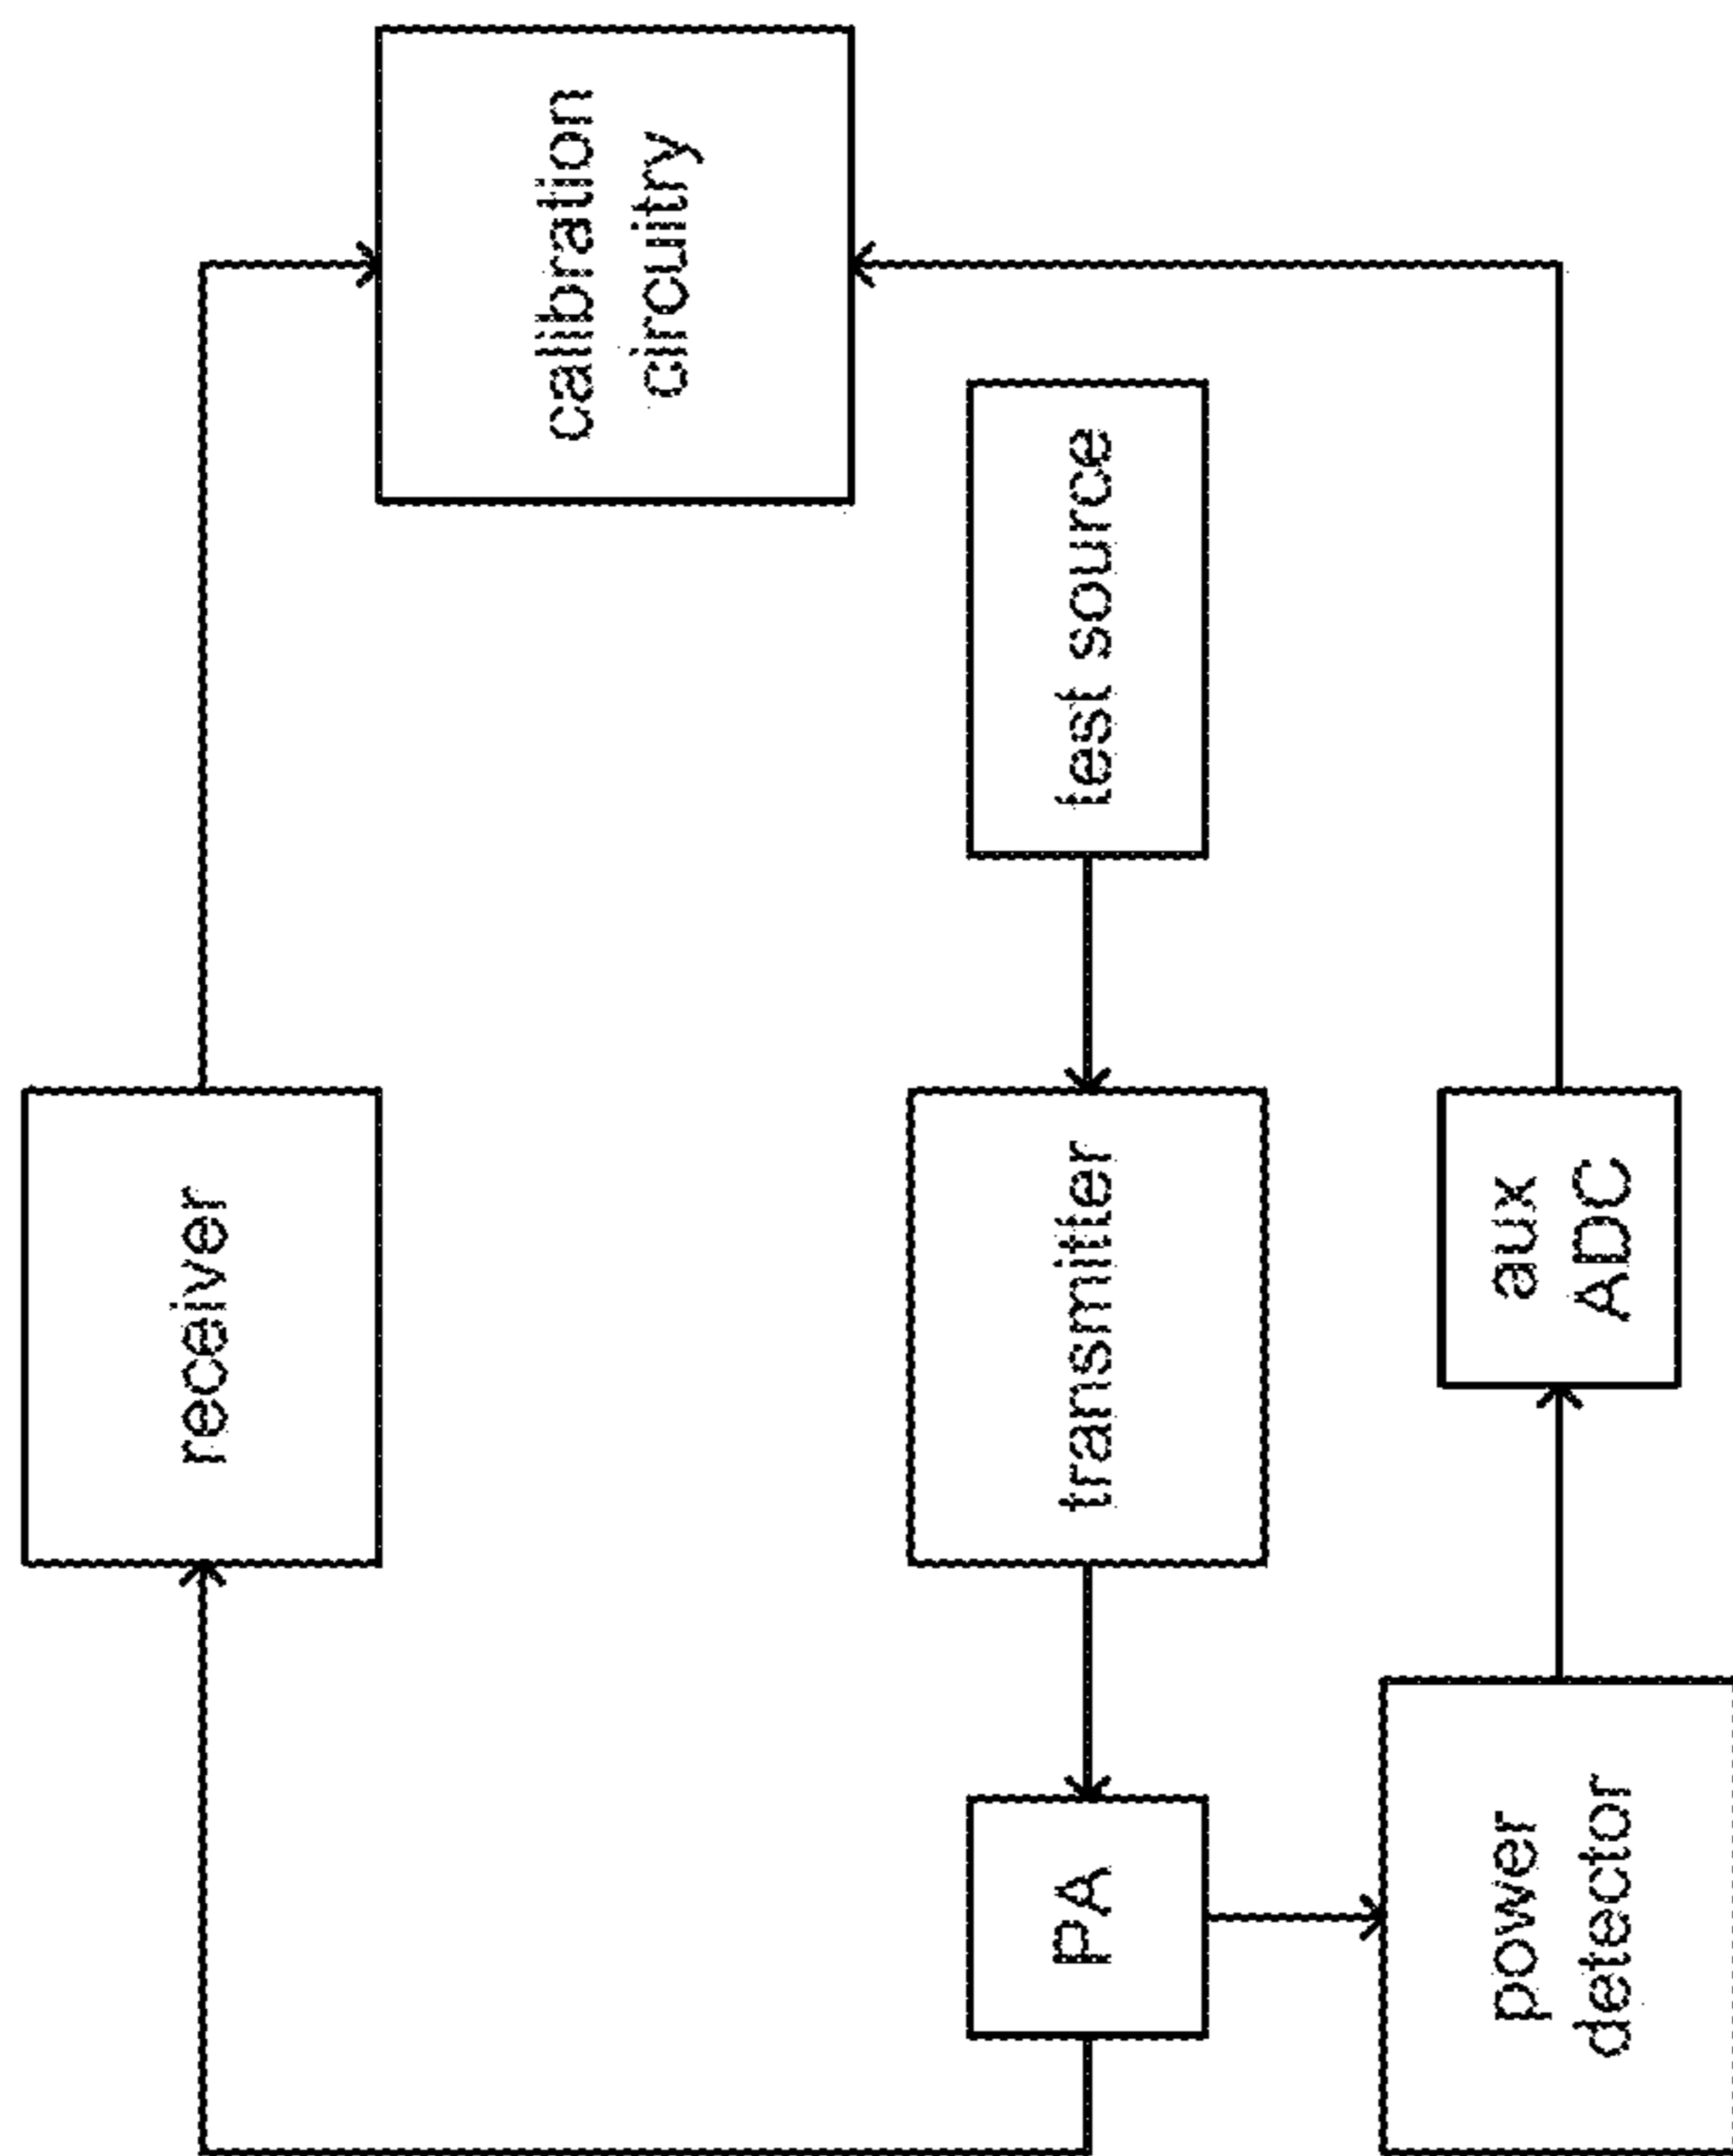 receiver
calibration
circuitry
PA
transmitter
test source
power
detector
aux
ADC